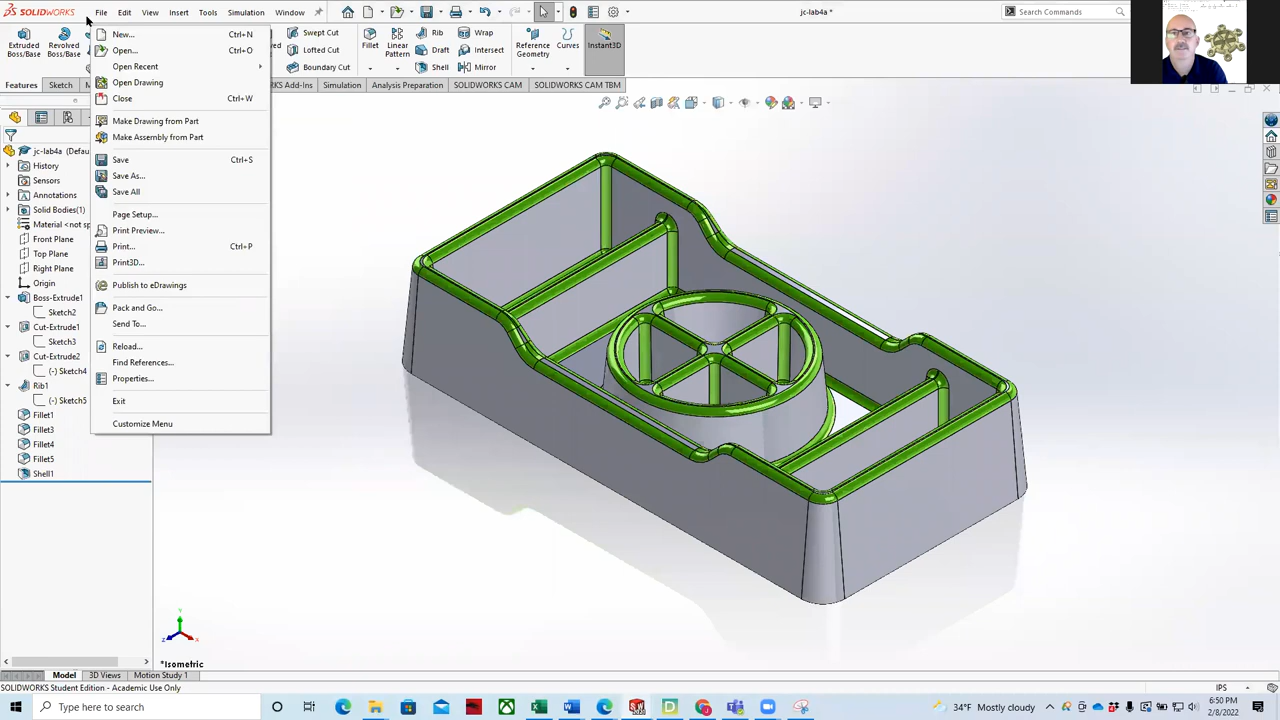 SOLIDWORKS File Edit View Insert Tools Simulation Window
jc-lab4a *
Search Commands
Extruded Boss/Base
Revolved Boss/Base
Swept Cut
Lofted Cut
Boundary Cut
Fillet
Linear Pattern
Rib
Draft
Shell
Wrap
Intersect
Mirror
Reference Geometry
Curves
Instant3D
Features Sketch M
RKS Add-Ins Simulation Analysis Preparation SOLIDWORKS CAM SOLIDWORKS CAM TBM
New... Ctrl+N
Open... Ctrl+O
Open Recent
Open Drawing
Close Ctrl+W
Make Drawing from Part
Make Assembly from Part
Save Ctrl+S
Save As...
Save All
Page Setup...
Print Preview...
Print... Ctrl+P
Print3D...
Publish to eDrawings
Pack and Go...
Send To...
Reload...
Find References...
Properties...
Exit
Customize Menu
jc-lab4a (Defau
History
Sensors
Annotations
Solid Bodies(1)
Material <not sp
Front Plane
Top Plane
Right Plane
Origin
Boss-Extrude1
Sketch2
Cut-Extrude1
Sketch3
Cut-Extrude2
(-) Sketch4
Rib1
(-) Sketch5
Fillet1
Fillet3
Fillet4
Fillet5
Shell1
Y
Z X
*Isometric
Model 3D Views Motion Study 1
SOLIDWORKS Student Edition - Academic Use Only
IPS
Type here to search
34°F Mostly cloudy
6:50 PM
2/8/2022